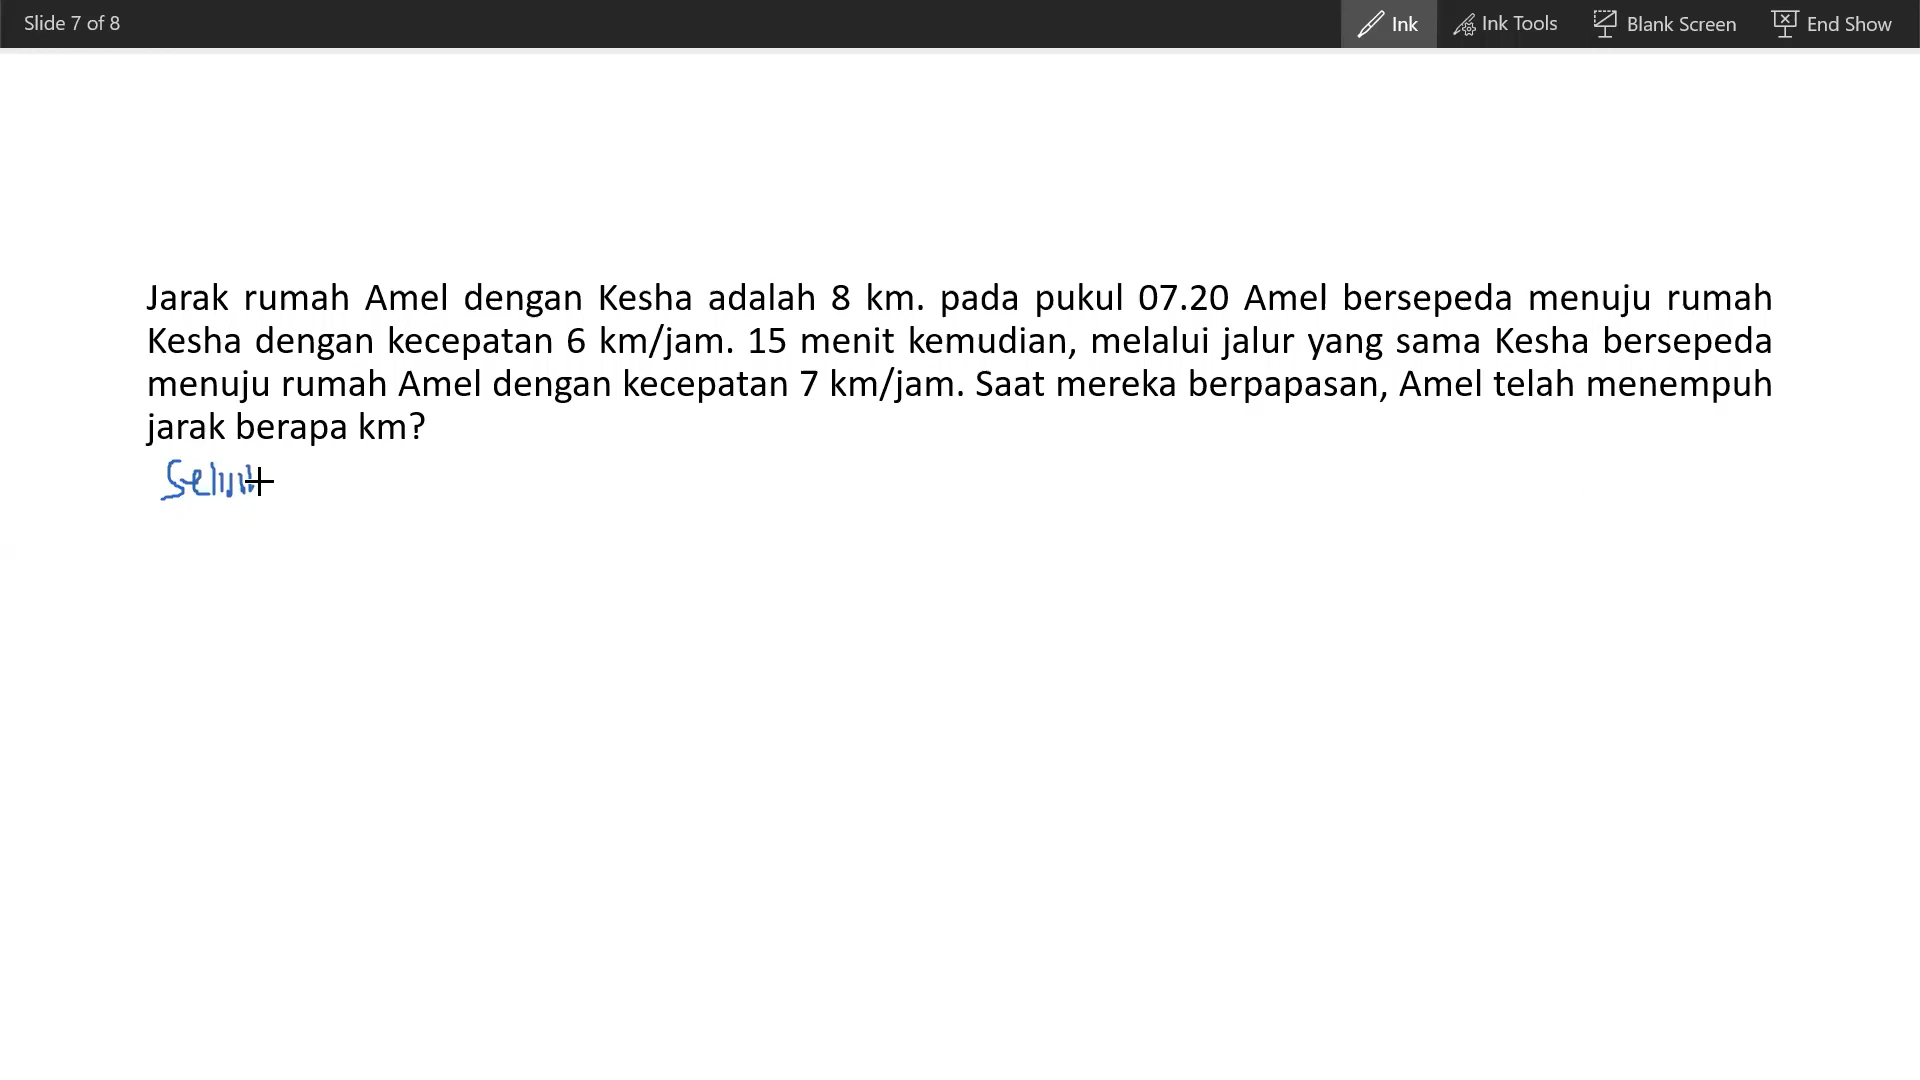 Slide 7 of 8
Ink
Ink Tools
Blank Screen
End Show
Jarak rumah Amel dengan Kesha adalah 8 km. pada pukul 07.20 Amel bersepeda menuju rumah
Kesha dengan kecepatan 6 km/jam. 15 menit kemudian, melalui jalur yang sama Kesha bersepeda
menuju rumah Amel dengan kecepatan 7 km/jam. Saat mereka berpapasan, Amel telah menempuh
jarak berapa km?